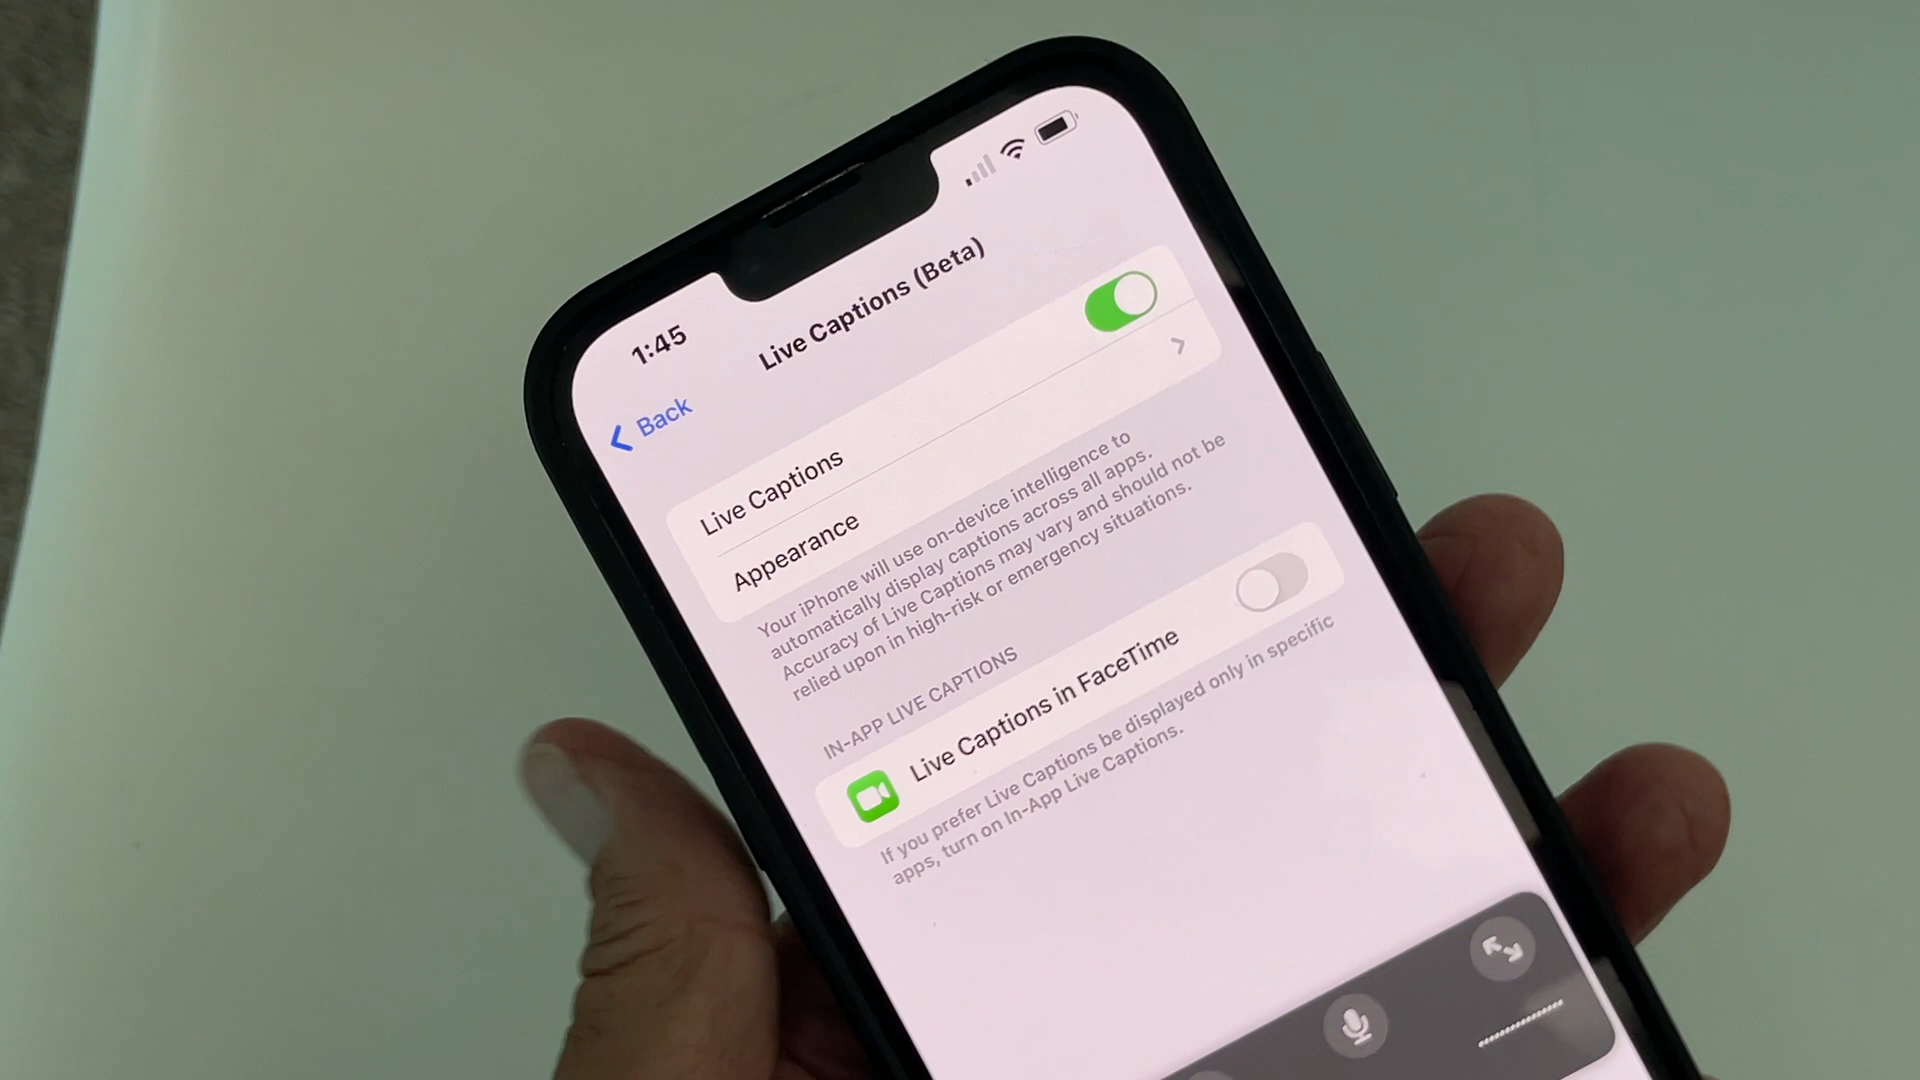 1:45
Back
Live Captions (Beta)
Live Captions
Appearance
Your iPhone will use on-device intelligence to
automatically display captions across all apps.
Accuracy of Live Captions may vary and should not be
relied upon in high-risk or emergency situations.
IN-APP LIVE CAPTIONS
Live Captions in FaceTime
If you prefer Live Captions be displayed only in specific
apps, turn on In-App Live Captions.